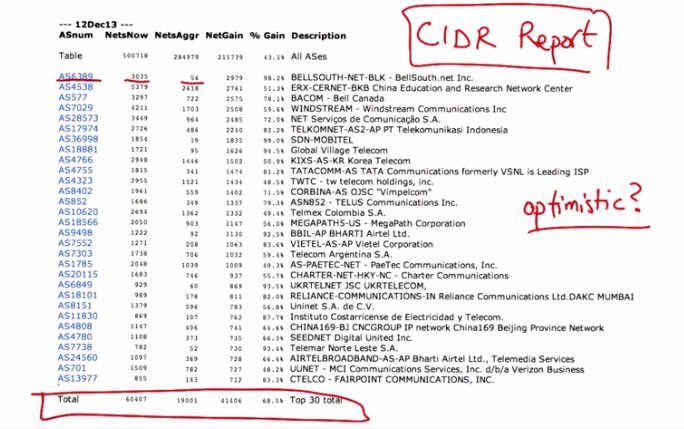 --- 12Dec13 ---
ASnum NetsNow NetsAggr NetGain % Gain Description
CIDR Report
Table 500718 284979 215739 43.1% All ASes
AS6389 3035 56 2979 98.2% BELLSOUTH-NET-BLK - BellSouth.net Inc.
AS4538 5379 2618 2761 51.3% ERX-CERNET-BKB China Education and Research Network Center
AS577 3297 722 2575 78.1% BACOM - Bell Canada
AS7029 4211 1703 2508 59.6% WINDSTREAM - Windstream Communications Inc
AS28573 3449 964 2485 72.0% NET Serviços de Comunicação S.A.
AS17974 2726 486 2240 82.2% TELKOMNET-AS2-AP PT Telekomunikasi Indonesia
AS36998 1854 19 1835 99.0% SDN-MOBITEL
AS18881 1721 95 1626 94.5% Global Village Telecom
AS4766 2948 1446 1502 50.9% KIXS-AS-KR Korea Telecom
AS4755 1815 341 1474 81.2% TATACOMM-AS TATA Communications formerly VSNL is Leading ISP
AS4323 2955 1521 1434 48.5% TWTC - tw telecom holdings, inc.
AS8402 1961 559 1402 71.5% CORBINA-AS OJSC "Vimpelcom"
AS852 1686 349 1337 79.3% ASN852 - TELUS Communications Inc.
optimistic?
AS10620 2694 1362 1332 49.4% Telmex Colombia S.A.
AS18566 2050 903 1147 56.0% MEGAPATH5-US - MegaPath Corporation
AS9498 1222 92 1130 92.5% BBIL-AP BHARTI Airtel Ltd.
AS7552 1271 208 1063 83.6% VIETEL-AS-AP Vietel Corporation
AS7303 1738 706 1032 59.4% Telecom Argentina S.A.
AS1785 2048 1039 1009 49.3% AS-PAETEC-NET - PaeTec Communications, Inc.
AS20115 1683 746 937 55.7% CHARTER-NET-HKY-NC - Charter Communications
AS6849 929 60 869 93.5% UKRTELNET JSC UKRTELECOM,
AS18101 989 178 811 82.0% RELIANCE-COMMUNICATIONS-IN Reliance Communications Ltd.DAKC MUMBAI
AS8151 1379 596 783 56.8% Uninet S.A. de C.V.
AS11830 869 107 762 87.7% Instituto Costarricense de Electricidad y Telecom.
AS4808 1147 406 741 64.6% CHINA169-BJ CNCGROUP IP network China169 Beijing Province Network
AS4780 1108 373 735 66.3% SEEDNET Digital United Inc.
AS7738 782 52 730 93.4% Telemar Norte Leste S.A.
AS24560 1097 369 728 66.4% AIRTELBROADBAND-AS-AP Bharti Airtel Ltd., Telemedia Services
AS701 1509 782 727 48.2% UUNET - MCI Communications Services, Inc. d/b/a Verizon Business
AS13977 855 143 712 83.3% CTELCO - FAIRPOINT COMMUNICATIONS, INC.
Total 60407 19001 41406 68.5% Top 30 total